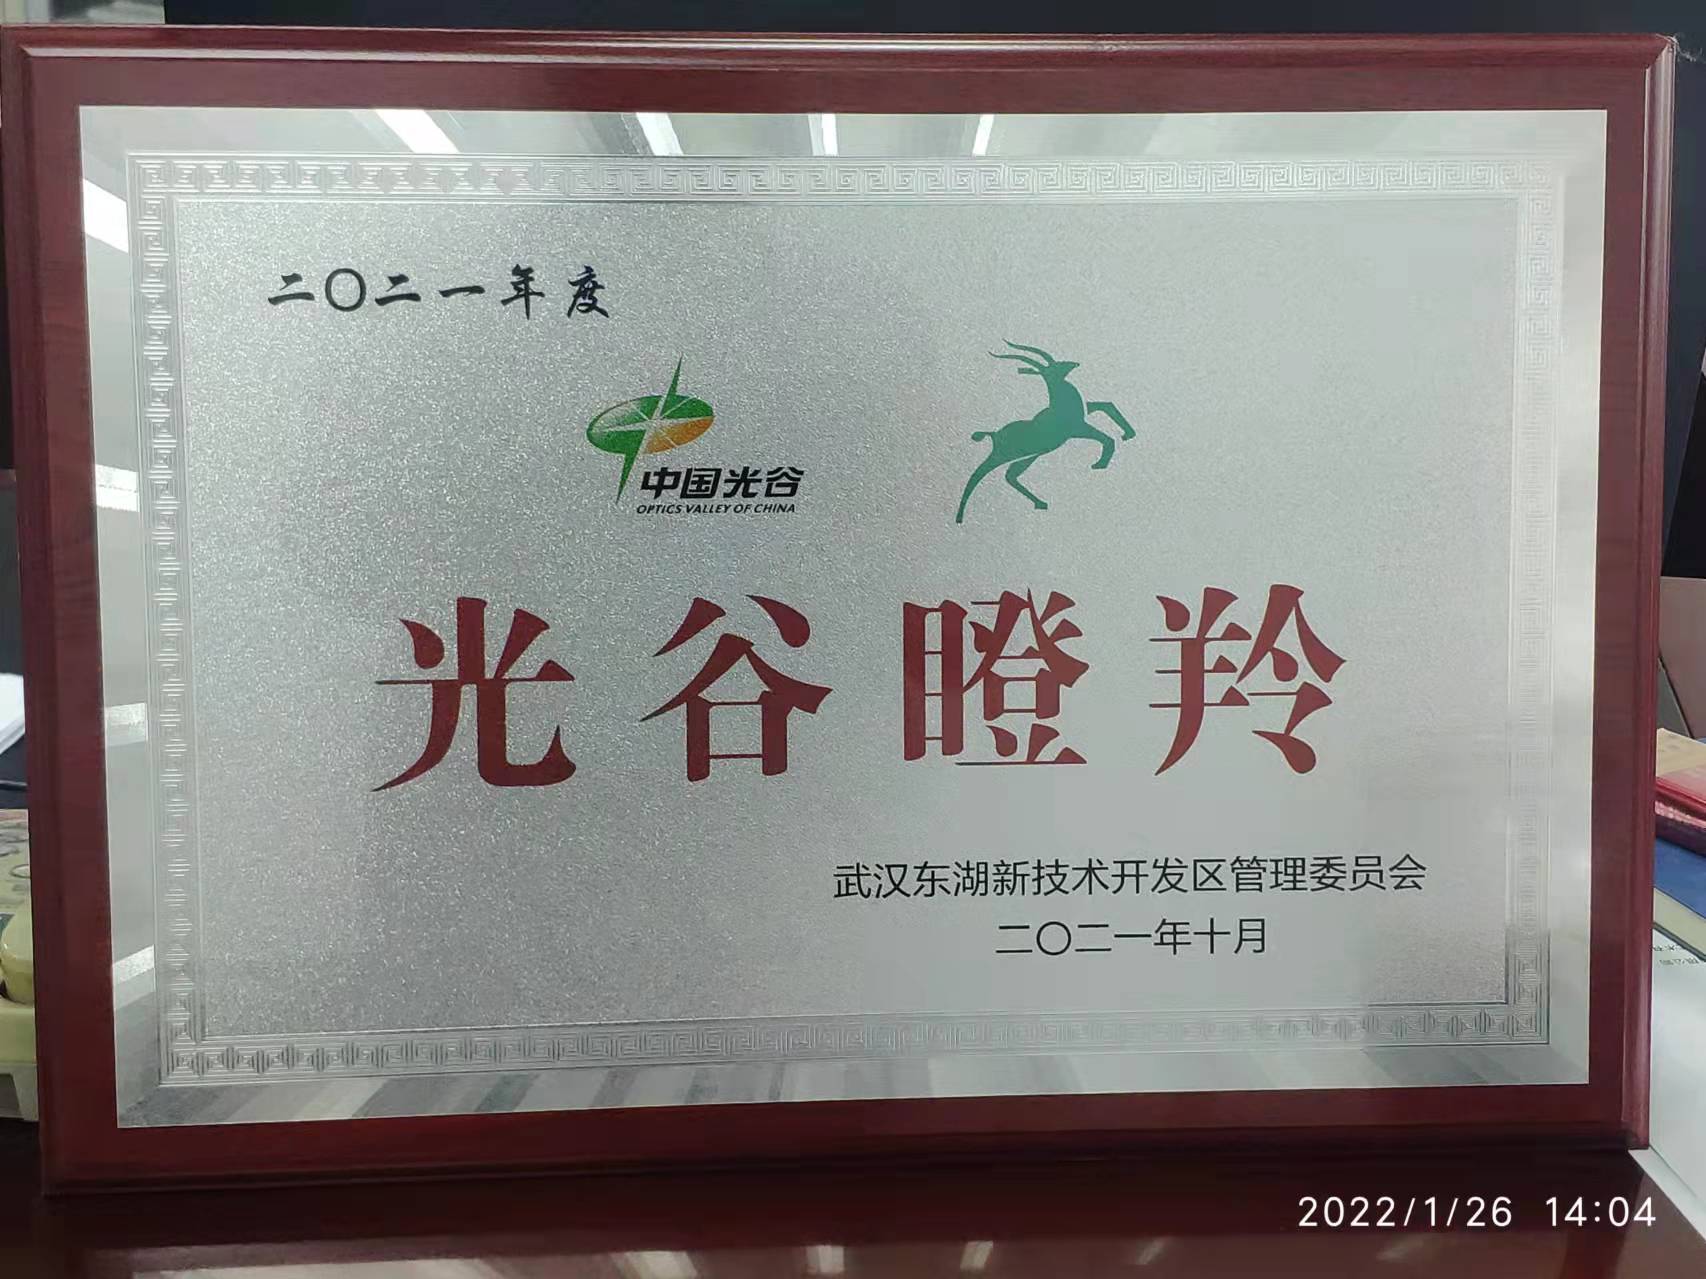 二〇二一年度
中国光谷
OPTICS VALLEY OF CHINA
光谷瞪羚
武汉东湖新技术开发区管理委员会
二〇二一年十月
2022/1/26 14:04